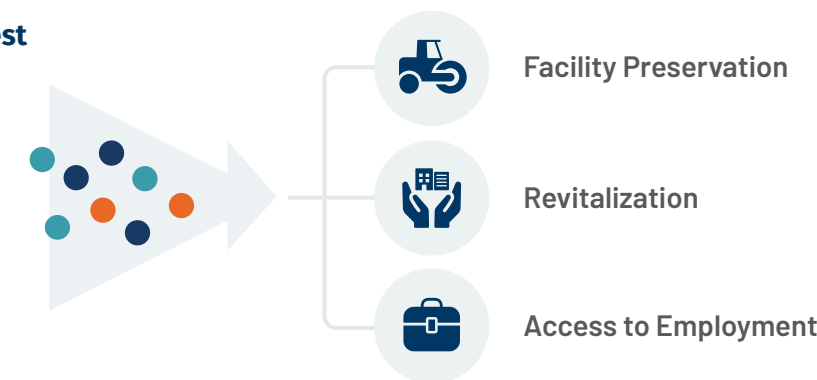 Facility Preservation
Revitalization
Access to Employment